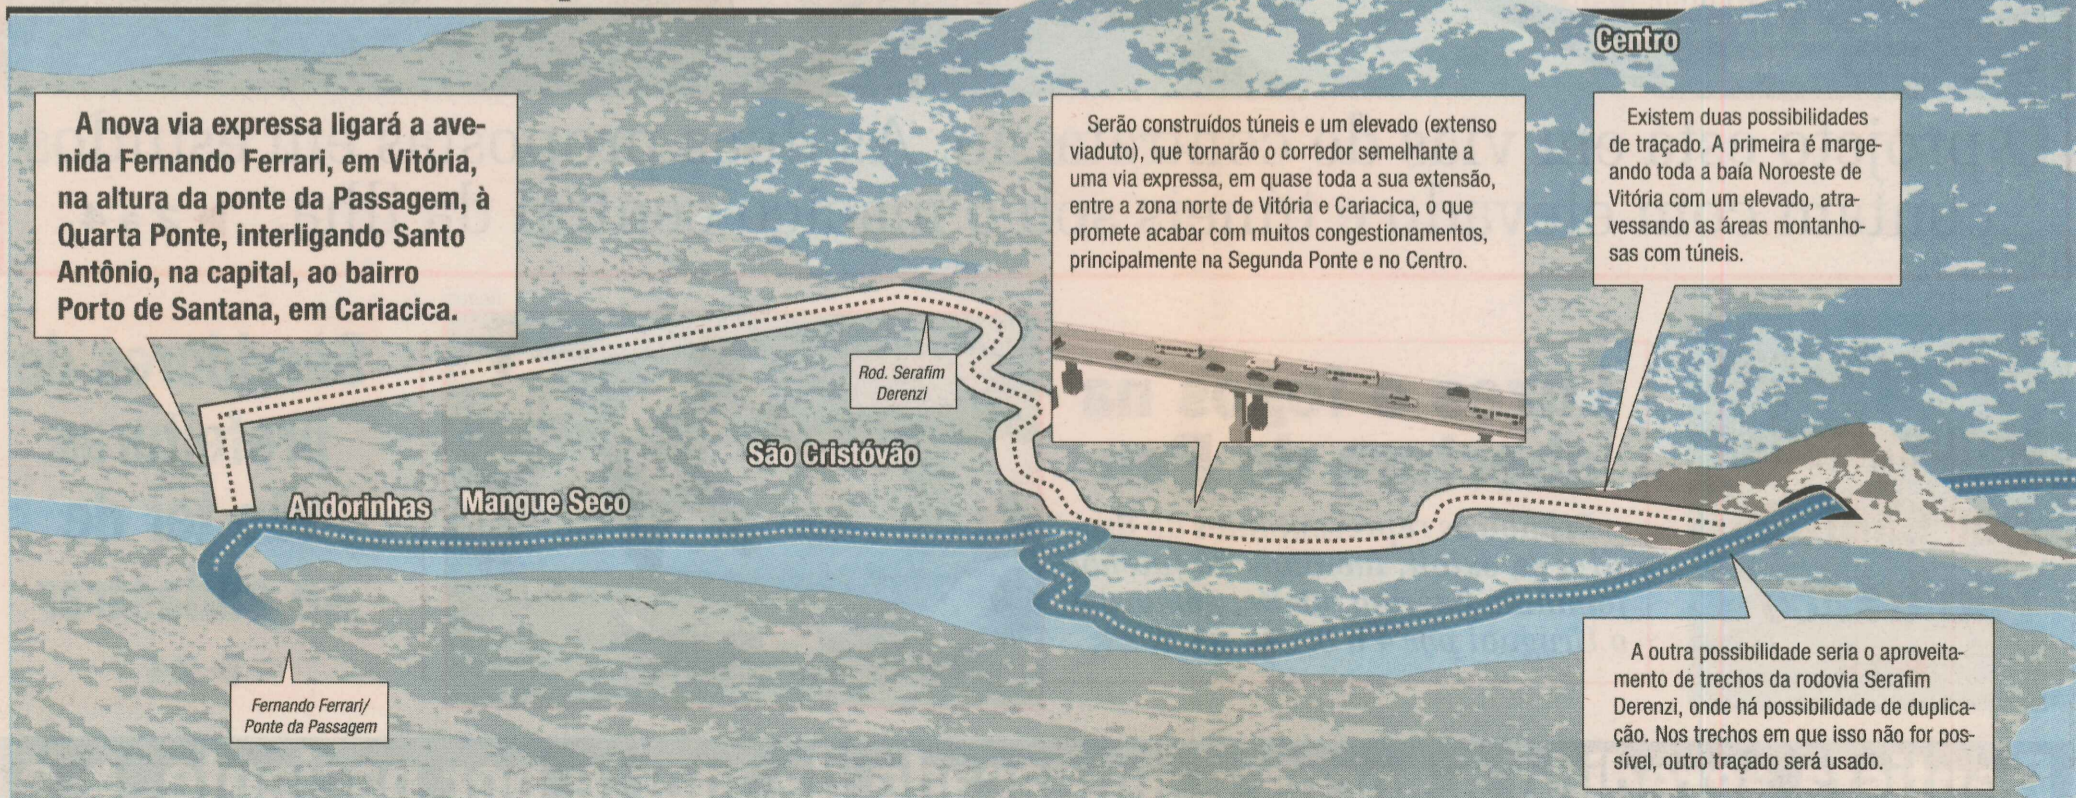 Centro
A nova via expressa ligará a ave-
nida Fernando Ferrari, em Vitória,
na altura da ponte da Passagem, à
Quarta Ponte, interligando Santo
Antônio, na capital, ao bairro
Porto de Santana, em Cariacica.
Serão construídos túneis e um elevado (extenso
viaduto), que tornarão o corredor semelhante a
uma via expressa, em quase toda a sua extensão,
entre a zona norte de Vitória e Cariacica, o que
promete acabar com muitos congestionamentos,
principalmente na Segunda Ponte e no Centro.
Existem duas possibilidades
de traçado. A primeira é marge-
ando toda a baía Noroeste de
Vitória com um elevado, atra-
vessando as áreas montanho-
sas com túneis.
Rod. Serafim
Derenzi
São Cristóvão
Andorinhas
Mangue Seco
Fernando Ferrari/
Ponte da Passagem
A outra possibilidade seria o aproveita-
mento de trechos da rodovia Serafim
Derenzi, onde há possibilidade de duplica-
ção. Nos trechos em que isso não for pos-
sível, outro traçado será usado.